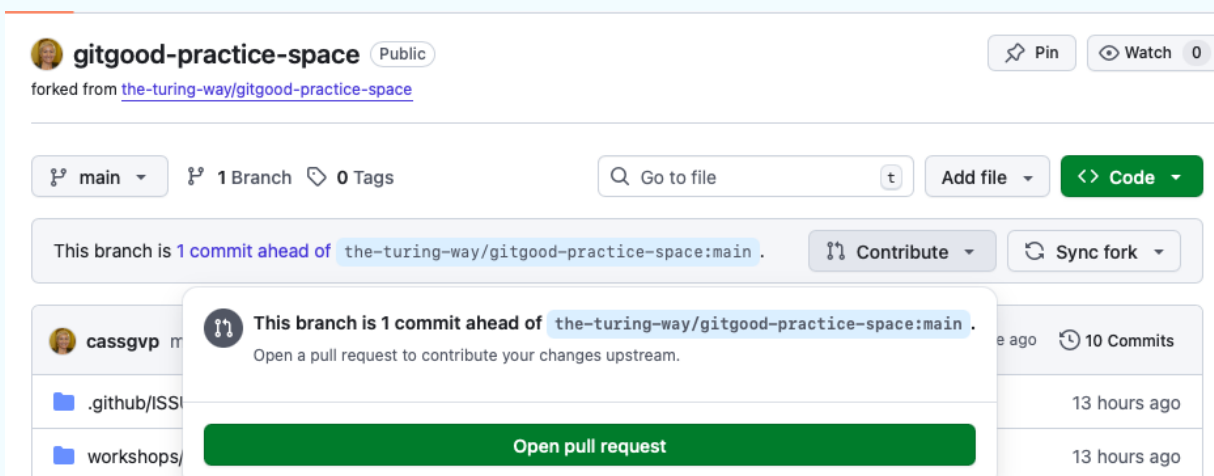 gitgood-practice-space Public Pin Watch 0
forked from the-turing-way/gitgood-practice-space
main 1 Branch 0 Tags Go to file t Add file <> Code
This branch is 1 commit ahead of the-turing-way/gitgood-practice-space:main . Contribute Sync fork
This branch is 1 commit ahead of the-turing-way/gitgood-practice-space:main .
Open a pull request to contribute your changes upstream.
cassgvp m e ago 10 Commits
.github/ISSU 13 hours ago
Open pull request
workshops/ 13 hours ago